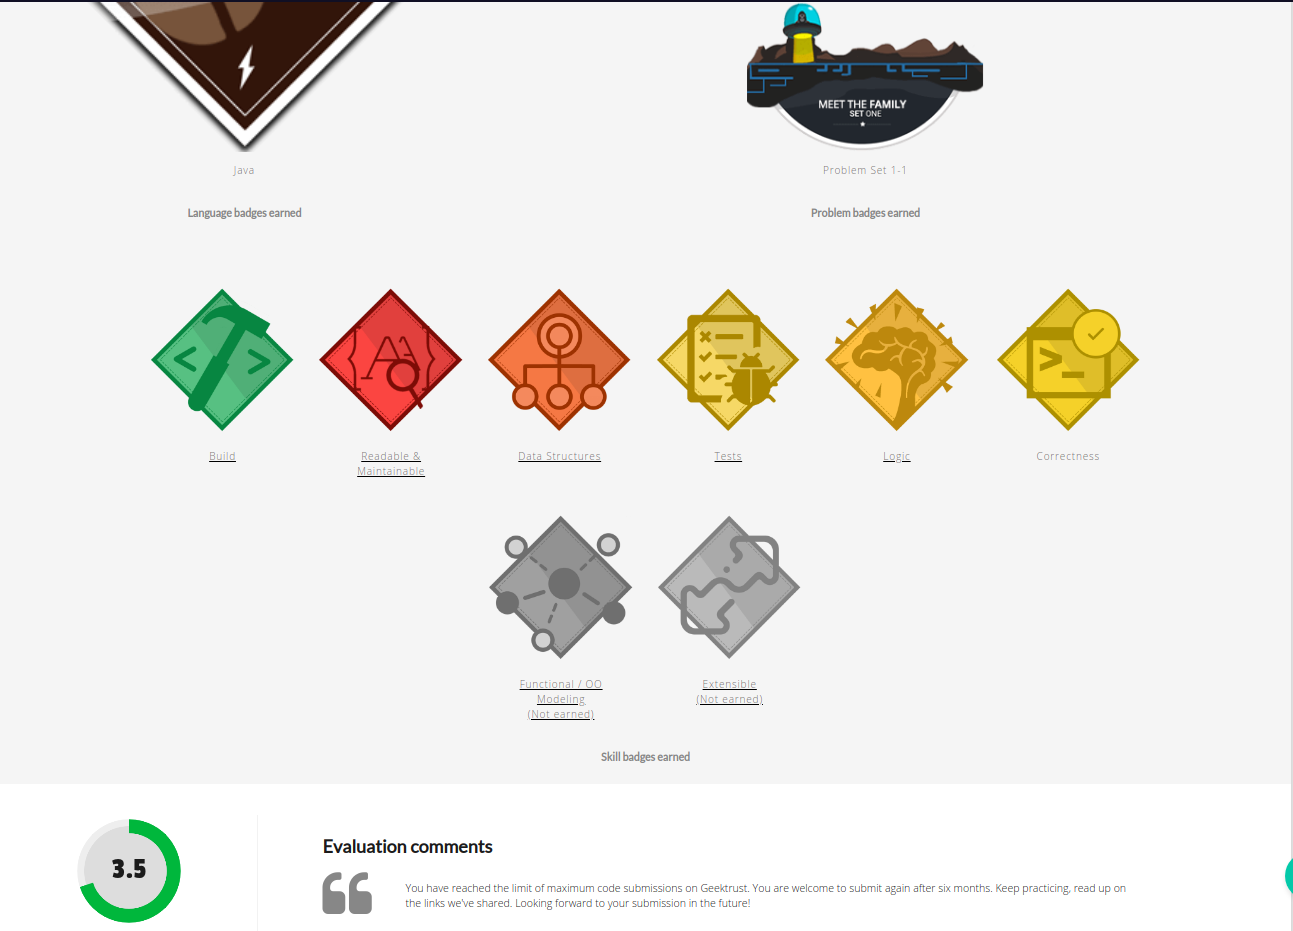 MEET THE FAMILY
SET ONE
Java
Problem Set 1-1
Language badges earned
Problem badges earned
Build
Readable &
Maintainable
Data Structures
Tests
Logic
Correctness
Functional / OO
Modeling
(Not earned)
Extensible
(Not earned)
Skill badges earned
3.5
Evaluation comments
You have reached the limit of maximum code submissions on Geektrust. You are welcome to submit again after six months. Keep practicing, read up on
the links we've shared. Looking forward to your submission in the future!